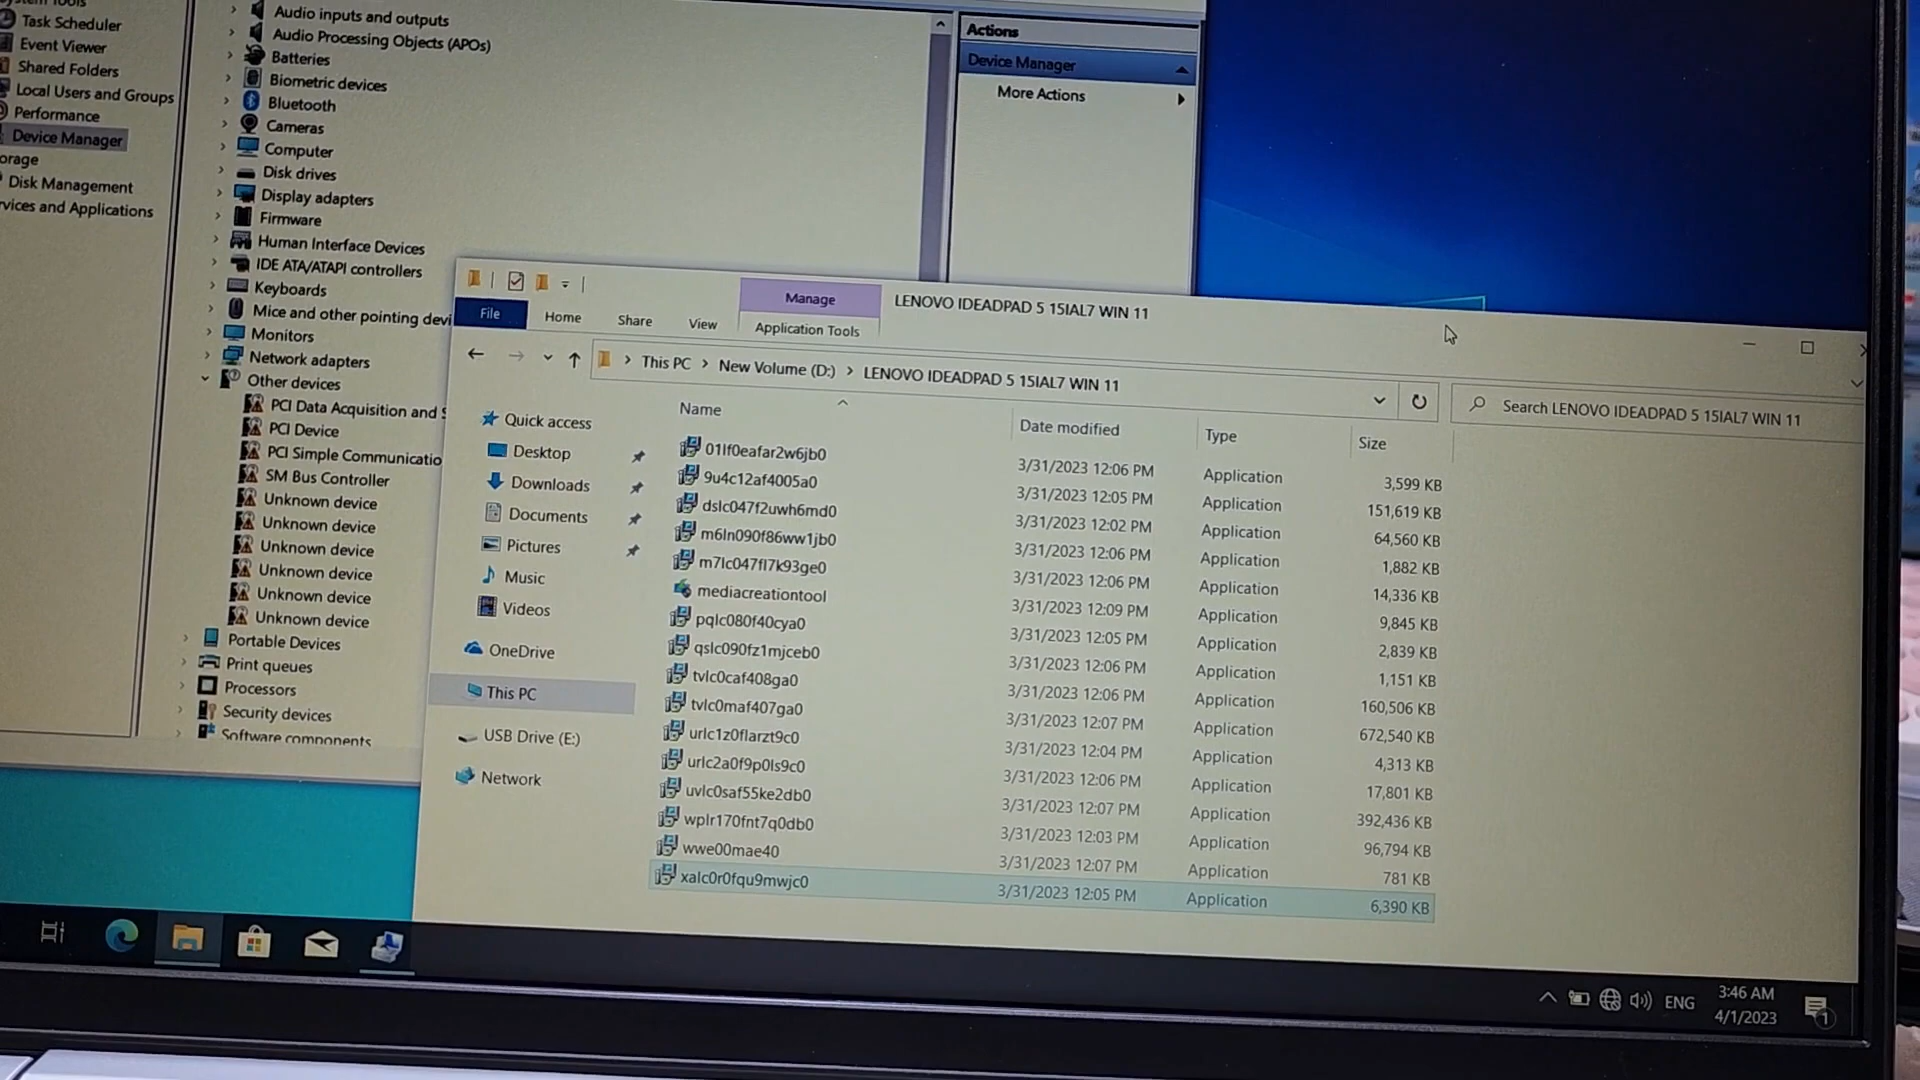 Task Scheduler
Event Viewer
Shared Folders
Local Users and Groups
Performance
Device Manager
orage
Disk Management
rvices and Applications
Audio inputs and outputs
Audio Processing Objects (APOs)
Batteries
Biometric devices
Bluetooth
Cameras
Computer
Disk drives
Display adapters
Firmware
Human Interface Devices
IDE ATA/ATAPI controllers
Keyboards
Mice and other pointing devi
Monitors
Network adapters
Other devices
PCI Data Acquisition and S
PCI Device
PCI Simple Communicatio
SM Bus Controller
Unknown device
Unknown device
Unknown device
Unknown device
Unknown device
Unknown device
Portable Devices
Print queues
Processors
Security devices
Software components
Actions
Device Manager
More Actions
Manage
LENOVO IDEAPAD 5 15IAL7 WIN 11
File Home Share View Application Tools
This PC > New Volume (D:) > LENOVO IDEADPAD 5 15IAL7 WIN 11
Search LENOVO IDEADPAD 5 15IAL7 WIN 11
Quick access
Desktop
Downloads
Documents
Pictures
Music
Videos
OneDrive
This PC
USB Drive (E:)
Network
Name Date modified Type Size
01lf0eafar2w6jb0 3/31/2023 12:06 PM Application 3,599 KB
9u4c12af4005a0 3/31/2023 12:05 PM Application 151,619 KB
dslc047f2uwh6md0 3/31/2023 12:02 PM Application 64,560 KB
m6ln090f86ww1jb0 3/31/2023 12:06 PM Application 1,882 KB
m7lc047fl7k93ge0 3/31/2023 12:06 PM Application 14,336 KB
mediacreationtool 3/31/2023 12:09 PM Application 9,845 KB
pqlc080f40cya0 3/31/2023 12:05 PM Application 2,839 KB
qslc090fz1mjceb0 3/31/2023 12:06 PM Application 1,151 KB
tvlc0caf408ga0 3/31/2023 12:06 PM Application 160,506 KB
tvlc0maf407ga0 3/31/2023 12:07 PM Application 672,540 KB
urlc1z0flarzt9c0 3/31/2023 12:04 PM Application 4,313 KB
urlc2a0f9p0ls9c0 3/31/2023 12:06 PM Application 17,801 KB
uvlc0saf55ke2db0 3/31/2023 12:07 PM Application 392,436 KB
wplr170fnt7q0db0 3/31/2023 12:03 PM Application 96,794 KB
wwe00mae40 3/31/2023 12:07 PM Application 781 KB
xalc0r0fqu9mwjc0 3/31/2023 12:05 PM Application 6,390 KB
ENG
3:46 AM
4/1/2023
1